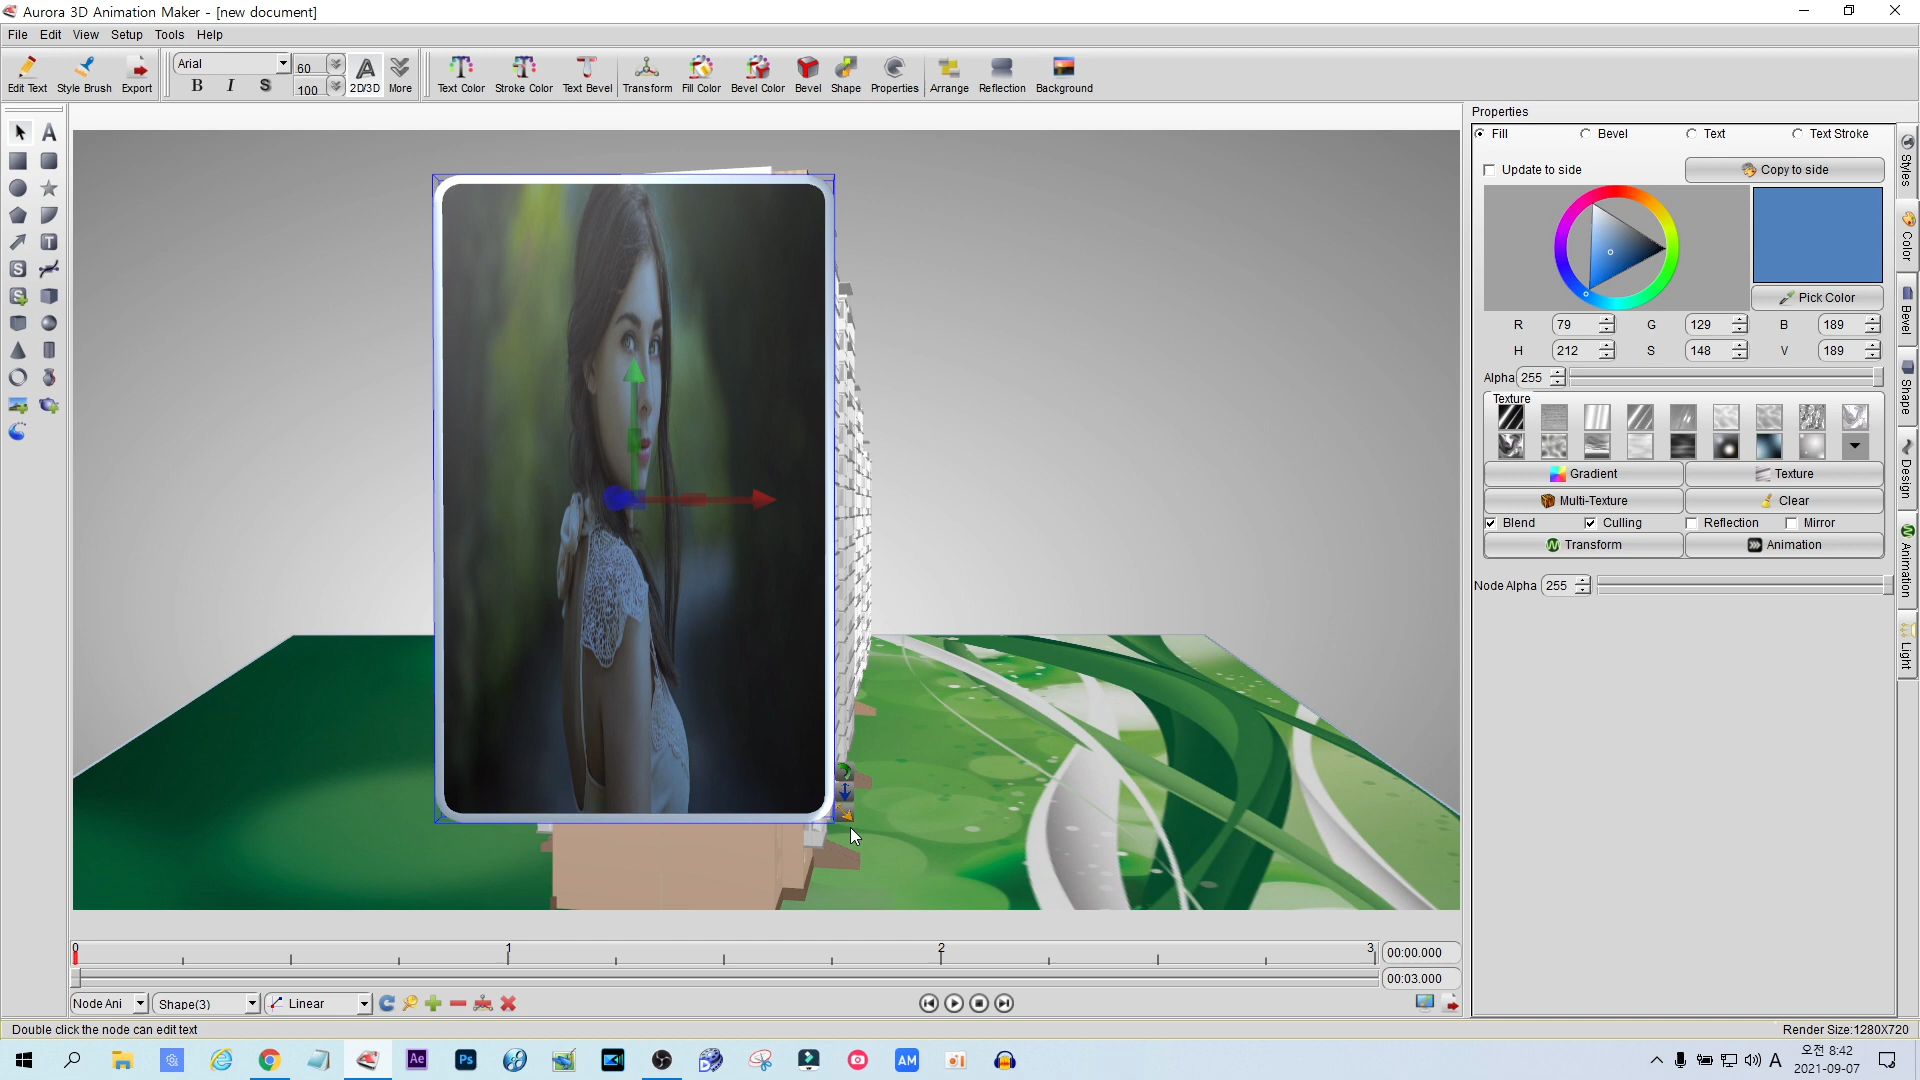 Aurora 3D Animation Maker - [new document]
File Edit View Setup Tools Help
Edit Text Style Brush Export Arial 60 100 B I S 2D/3D More Text Color Stroke Color Text Bevel Transform Fill Color Bevel Color Bevel Shape Properties Arrange Reflection Background
Properties
Fill Bevel Text Text Stroke
Update to side Copy to side
Pick Color
R 79 G 129 B 189
H 212 S 148 V 189
Alpha 255
Texture
Gradient Texture
Multi-Texture Clear
Blend Culling Reflection Mirror
Transform Animation
Node Alpha 255
Styles
Color
Bevel
Shape
Design
Animation
Light
0 1 2 3 00:00.000
00:03.000
Node Ani Shape(3) Linear
Double click the node can edit text Render Size:1280X720
Ae Ps AM A 오전 8:42
2021-09-07